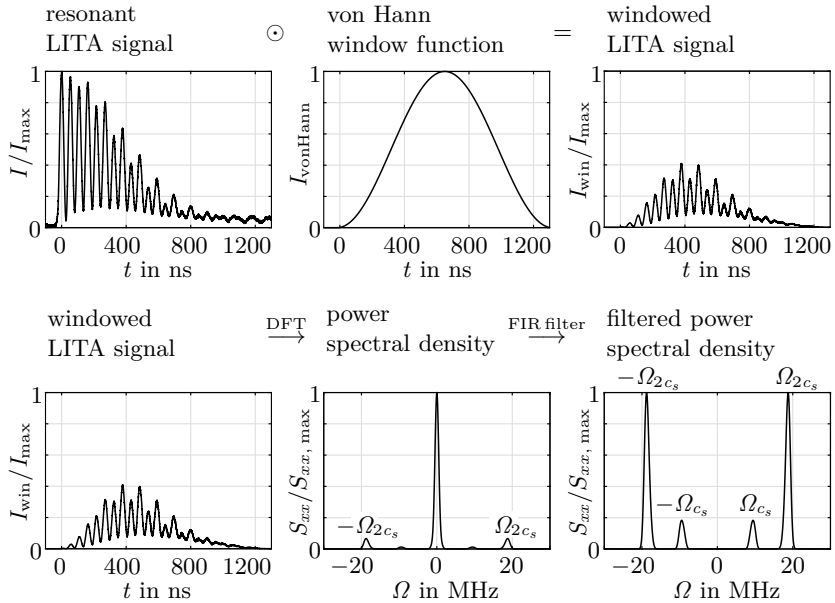 resonant
LITA signal
⊙
von Hann
window function
=
windowed
LITA signal
1
I/I_max
0
0 400 800 1200
t in ns
1
I_vonHann
0
0 400 800 1200
t in ns
1
I_win/I_max
0
0 400 800 1200
t in ns
windowed
LITA signal
DFT
⟶
power
spectral density
FIR filter
⟶
filtered power
spectral density
1
I_win/I_max
0
0 400 800 1200
t in ns
1
S_xx/S_xx, max
0
−Ω_2c_s
Ω_2c_s
−20 0 20
Ω in MHz
−Ω_2c_s
Ω_2c_s
1
S_xx/S_xx, max
0
−Ω_c_s
Ω_c_s
−20 0 20
Ω in MHz